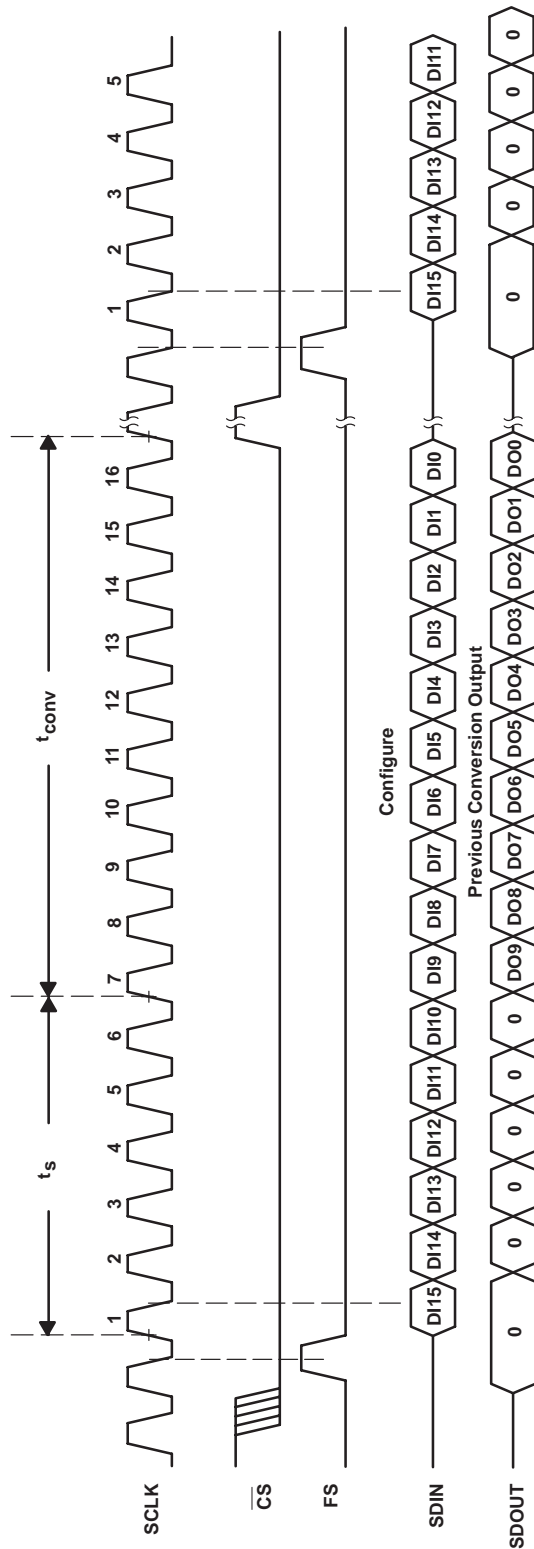 ts
tconv
1 2 3 4 5 6 7 8 9 10 11 12 13 14 15 16 1 2 3 4 5
SCLK
C̅S̅
FS
Configure
SDIN DI15 DI14 DI13 DI12 DI11 DI10 DI9 DI8 DI7 DI6 DI5 DI4 DI3 DI2 DI1 DI0 DI15 DI14 DI13 DI12 DI11
Previous Conversion Output
SDOUT 0 0 0 0 0 0 DO9 DO8 DO7 DO6 DO5 DO4 DO3 DO2 DO1 DO0 0 0 0 0 0